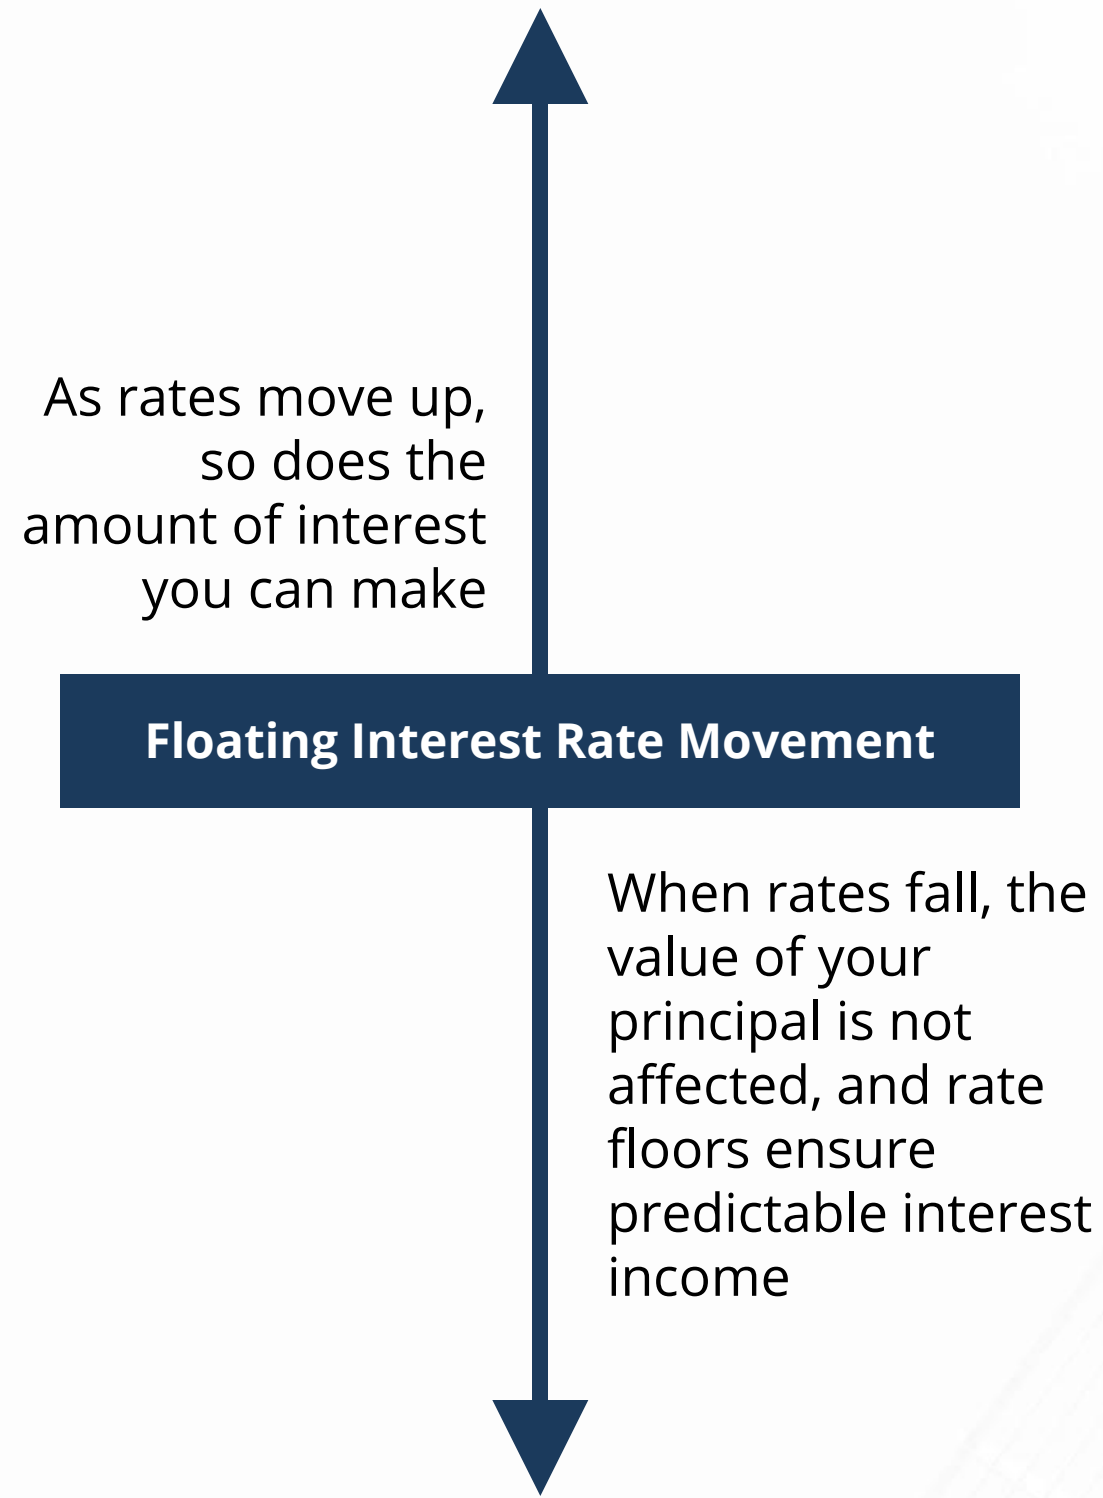 As rates move up,
so does the
amount of interest
you can make
Floating Interest Rate Movement
When rates fall, the
value of your
principal is not
affected, and rate
floors ensure
predictable interest
income